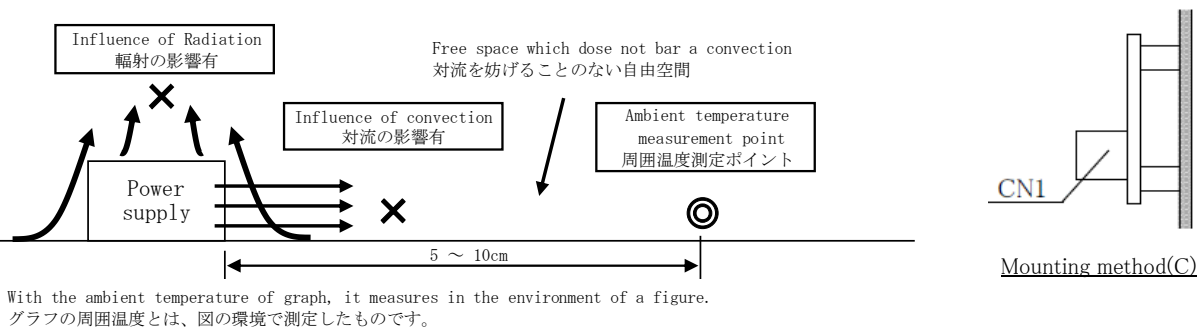 Influence of Radiation
輻射の影響有
Free space which dose not bar a convection
対流を妨げることのない自由空間
Influence of convection
対流の影響有
Ambient temperature
measurement point
周囲温度測定ポイント
Power
supply
5 ～ 10cm
With the ambient temperature of graph, it measures in the environment of a figure.
グラフの周囲温度とは、図の環境で測定したものです。
CN1
Mounting method(C)